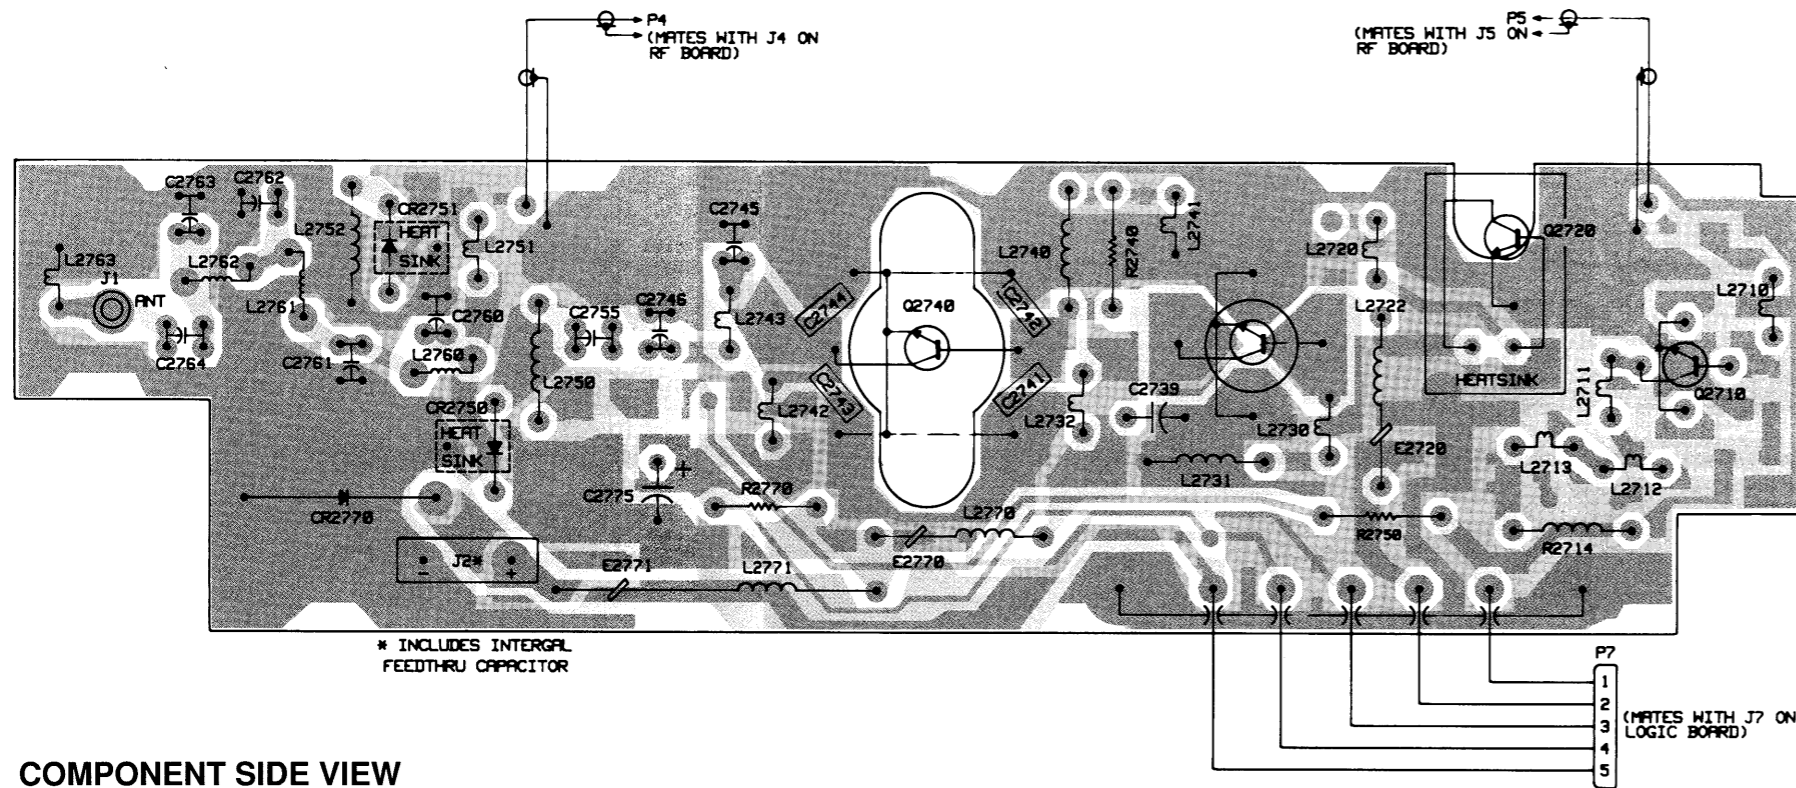 P4
(MATES WITH J4 ON
RF BOARD)
P5
(MATES WITH J5 ON
RF BOARD)
C2763
C2762
L2752
CR2751
HEAT
SINK
L2751
C2745
L2740
R2740
L2741
L2720
Q2720
L2763
J1
ANT
L2762
L2761
C2760
C2755
C2746
L2743
C2744
Q2740
C2742
L2722
L2710
C2764
C2761
L2760
L2750
C2743
C2741
C2739
HEATSINK
L2711
Q2710
CR2750
HEAT
SINK
L2742
L2732
L2730
E2720
CR2770
C2775
+
R2770
L2731
L2713
L2712
L2770
J2*
-
+
E2771
L2771
E2770
R2750
R2714
* INCLUDES INTERGAL
FEEDTHRU CAPACITOR
P7
1
2
3
4
5
(MATES WITH J7 ON
LOGIC BOARD)
COMPONENT SIDE VIEW